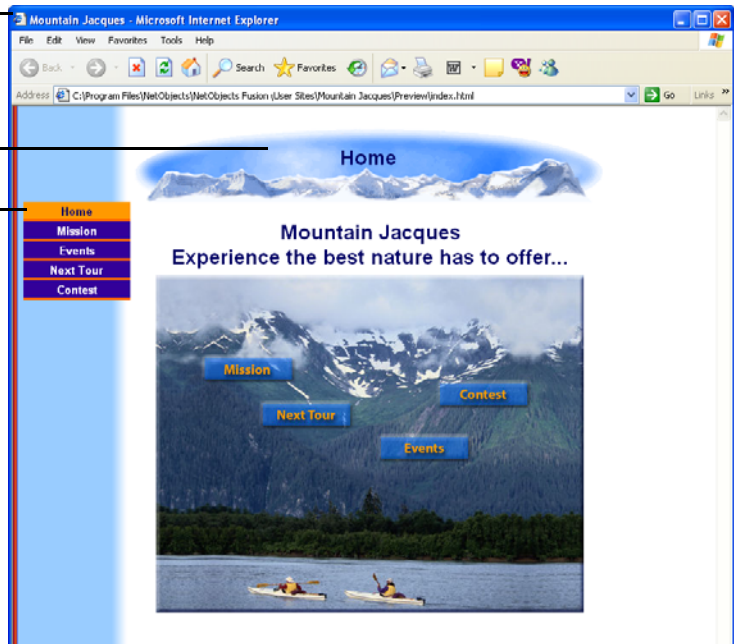 Mountain Jacques - Microsoft Internet Explorer
File Edit View Favorites Tools Help
Back Search Favorites
Address C:\Program Files\NetObjects\NetObjects Fusion \User Sites\Mountain Jacques\Preview\index.html Go Links »
Home
Home
Mission
Events
Next Tour
Contest
Mountain Jacques
Experience the best nature has to offer...
Mission
Contest
Next Tour
Events